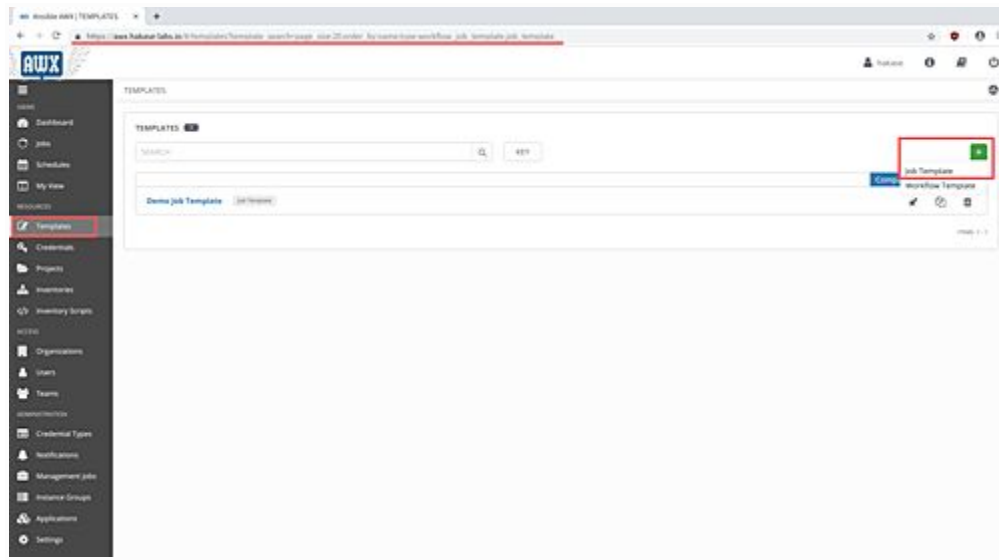 Ansible AWX | TEMPLATES
AWX
hakase
TEMPLATES
VIEWS
Dashboard
Jobs
Schedules
My View
RESOURCES
Templates
Credentials
Projects
Inventories
Inventory Scripts
ACCESS
Organizations
Users
Teams
ADMINISTRATION
Credential Types
Notifications
Management Jobs
Instance Groups
Applications
Settings
TEMPLATES
SEARCH
KEY
Job Template
Workflow Template
Demo Job Template
Job Template